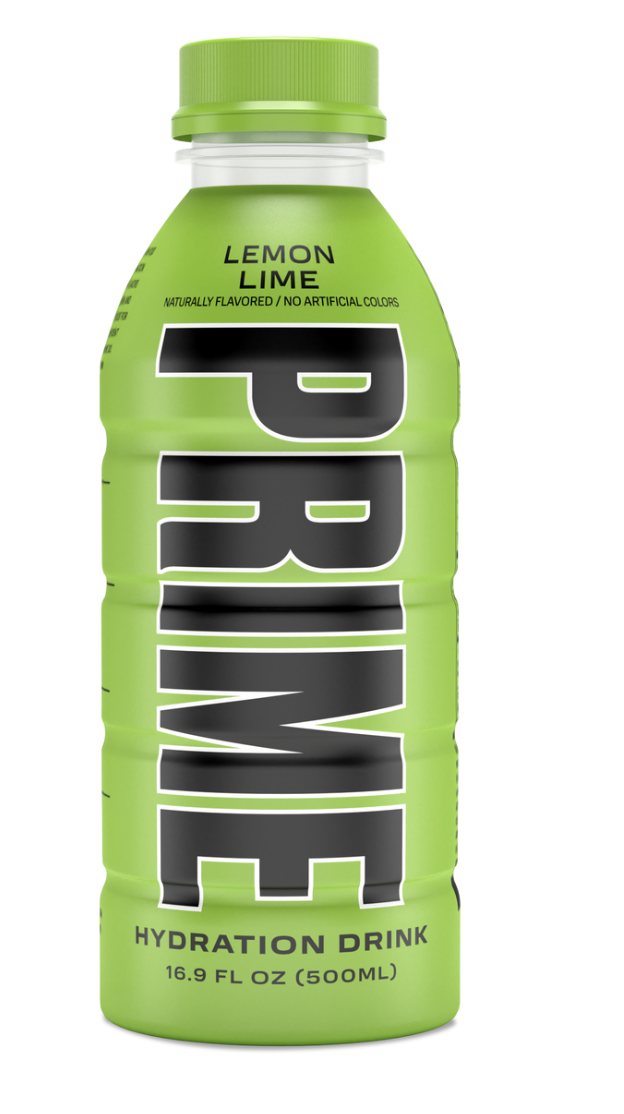 LEMON
LIME
NATURALLY FLAVORED / NO ARTIFICIAL COLORS
PRIME
HYDRATION DRINK
16.9 FL OZ (500ML)